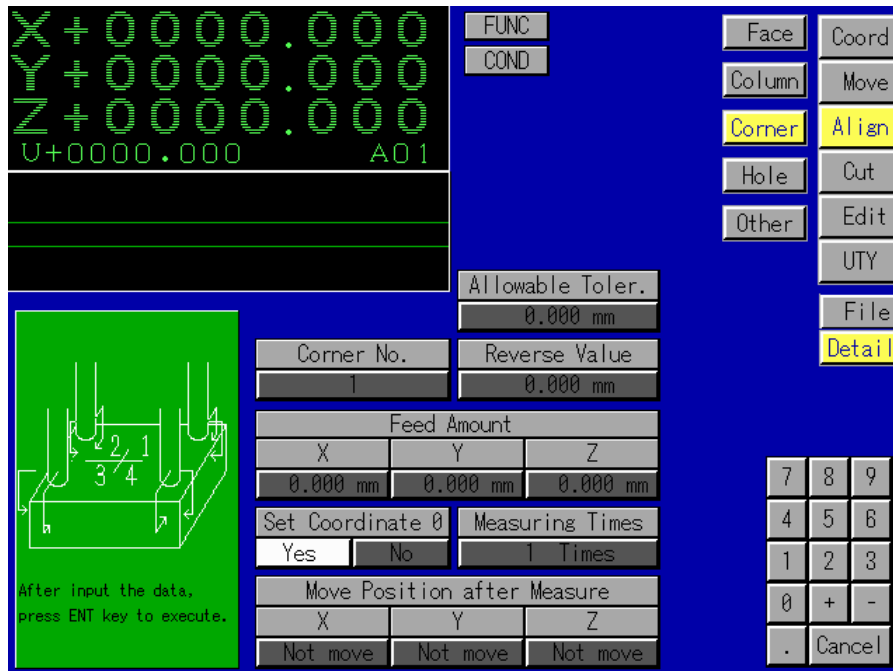 X+0000.000
Y+0000.000
Z+0000.000
U+0000.000 A01
FUNC
COND
Face
Column
Corner
Hole
Other
Coord
Move
Align
Cut
Edit
UTY
File
Detail
Allowable Toler.
0.000 mm
Corner No.
1
Reverse Value
0.000 mm
Feed Amount
X Y Z
0.000 mm 0.000 mm 0.000 mm
Set Coordinate 0
Yes No
Measuring Times
1 Times
Move Position after Measure
X Y Z
Not move Not move Not move
2 1
3 4
After input the data,
press ENT key to execute.
7 8 9
4 5 6
1 2 3
0 + -
. Cancel